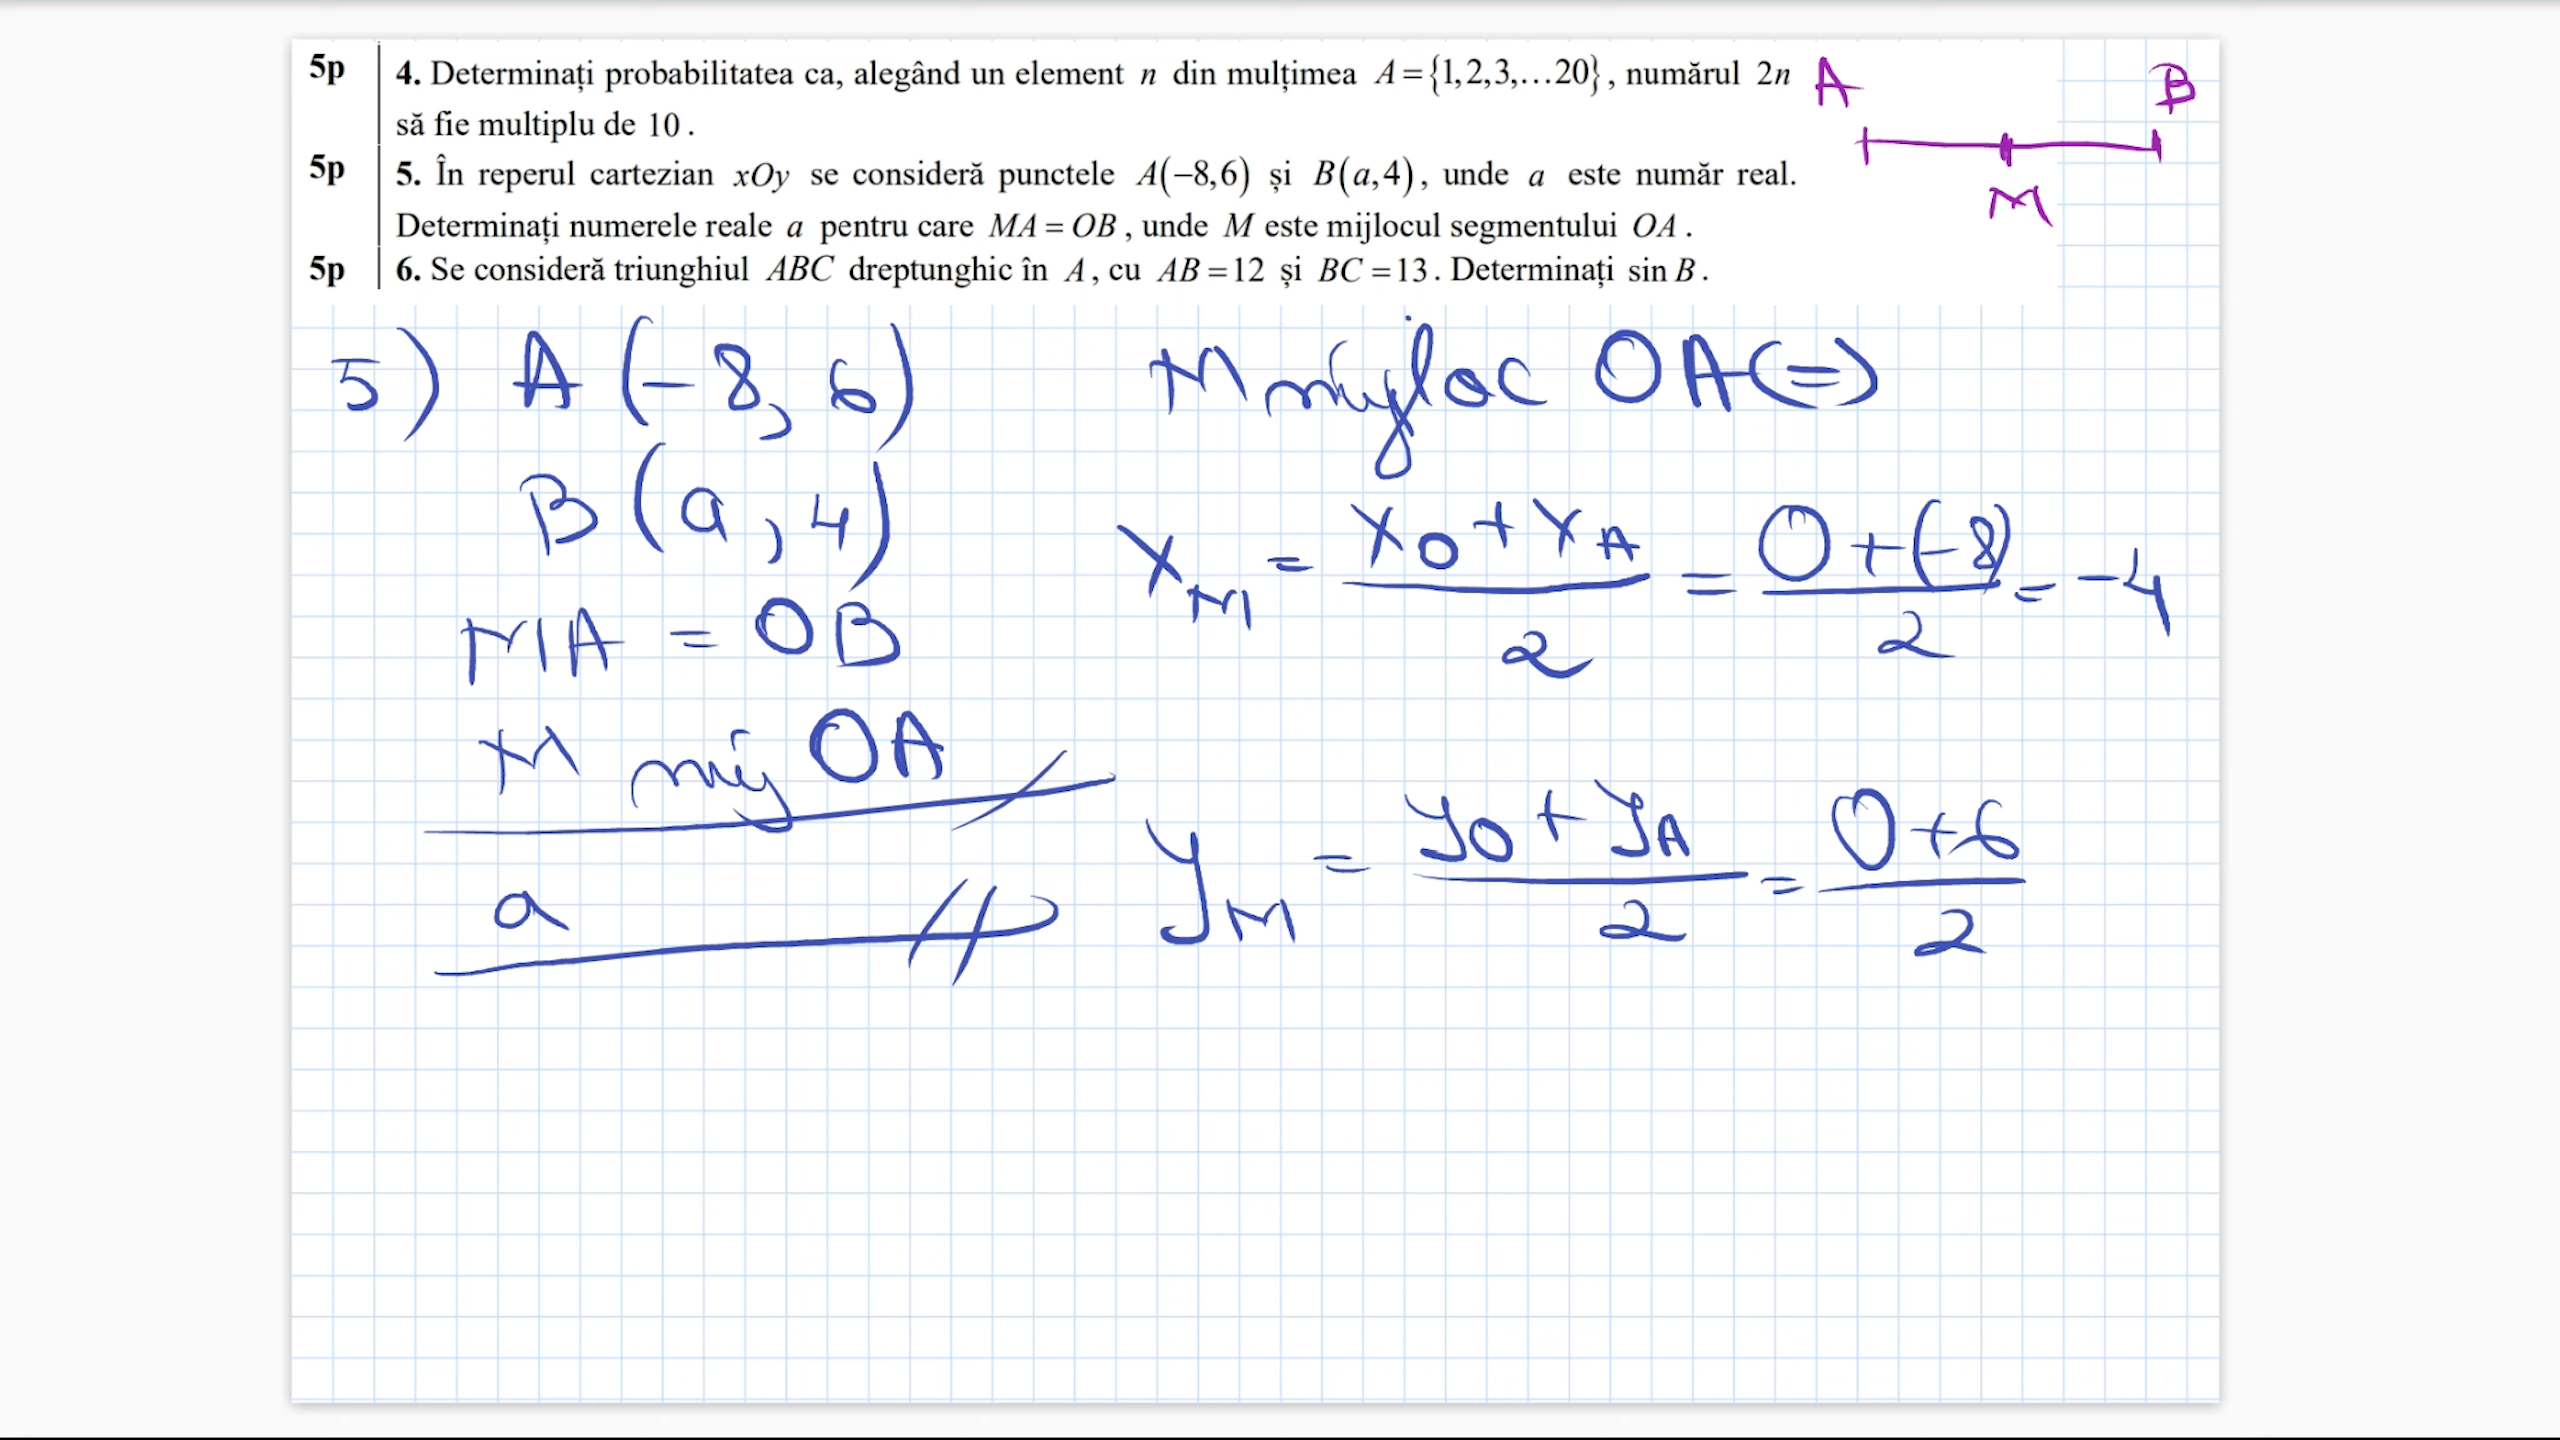 5p 4. Determinați probabilitatea ca, alegând un element n din mulțimea A={1,2,3,…20}, numărul 2n
să fie multiplu de 10.
5p 5. În reperul cartezian xOy se consideră punctele A(−8,6) și B(a,4), unde a este număr real.
Determinați numerele reale a pentru care MA=OB, unde M este mijlocul segmentului OA.
5p 6. Se consideră triunghiul ABC dreptunghic în A, cu AB=12 și BC=13. Determinați sin B.
A B
M
5) A(-8, 6)
B(a, 4)
MA = OB
M mij OA
a
M mijloc OA (=)
x_M = (x_O + x_A)/2 = (0+(-8))/2 = -4
y_M = (y_O + y_A)/2 = (0+6)/2